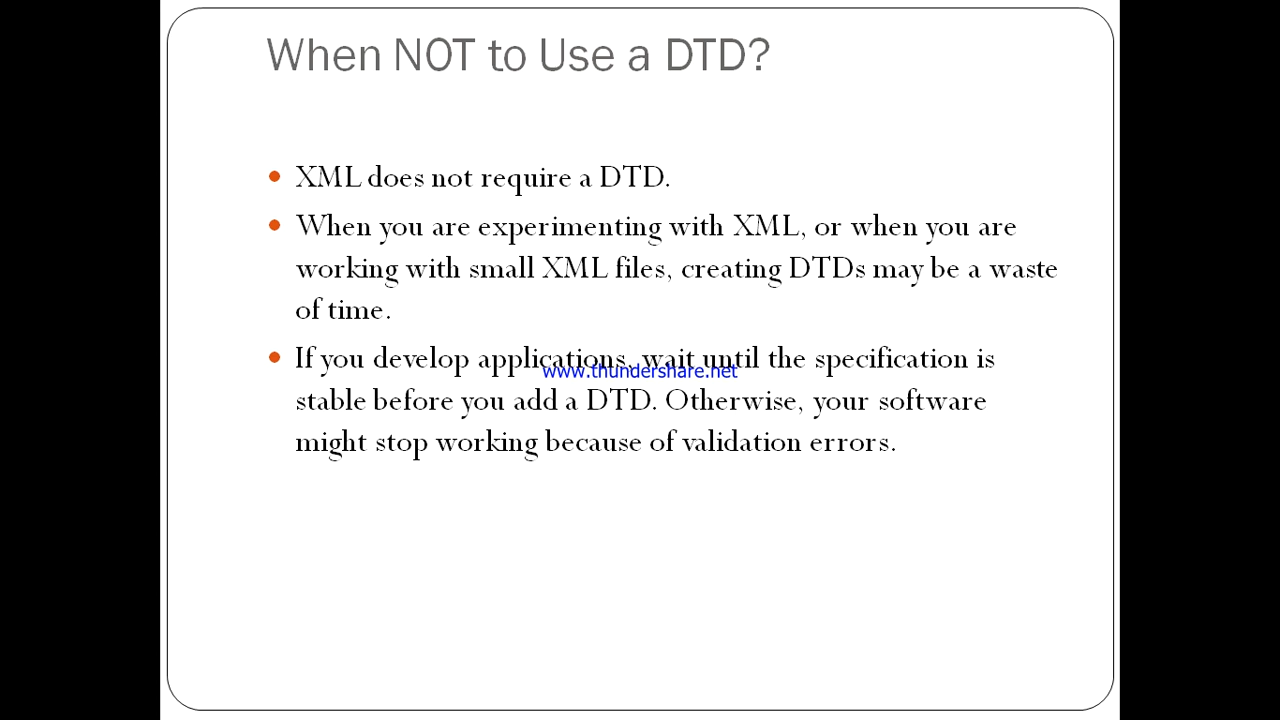 When NOT to Use a DTD?
XML does not require a DTD.
When you are experimenting with XML, or when you are
working with small XML files, creating DTDs may be a waste
of time.
If you develop applications, wait until the specification is
www.thundershare.net
stable before you add a DTD. Otherwise, your software
might stop working because of validation errors.